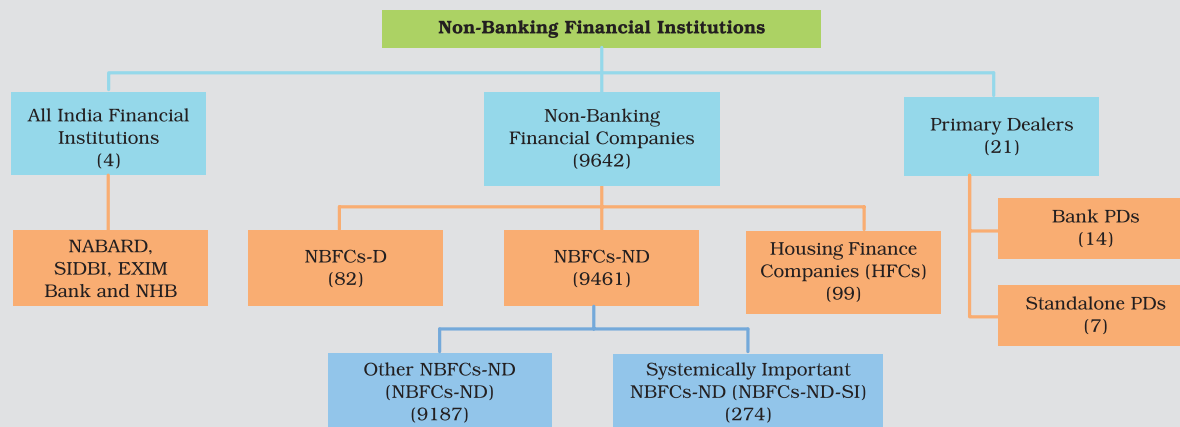 Non-Banking Financial Institutions
All India Financial
Institutions
(4)
Non-Banking
Financial Companies
(9642)
Primary Dealers
(21)
NABARD,
SIDBI, EXIM
Bank and NHB
NBFCs-D
(82)
NBFCs-ND
(9461)
Housing Finance
Companies (HFCs)
(99)
Bank PDs
(14)
Standalone PDs
(7)
Other NBFCs-ND
(NBFCs-ND)
(9187)
Systemically Important
NBFCs-ND (NBFCs-ND-SI)
(274)